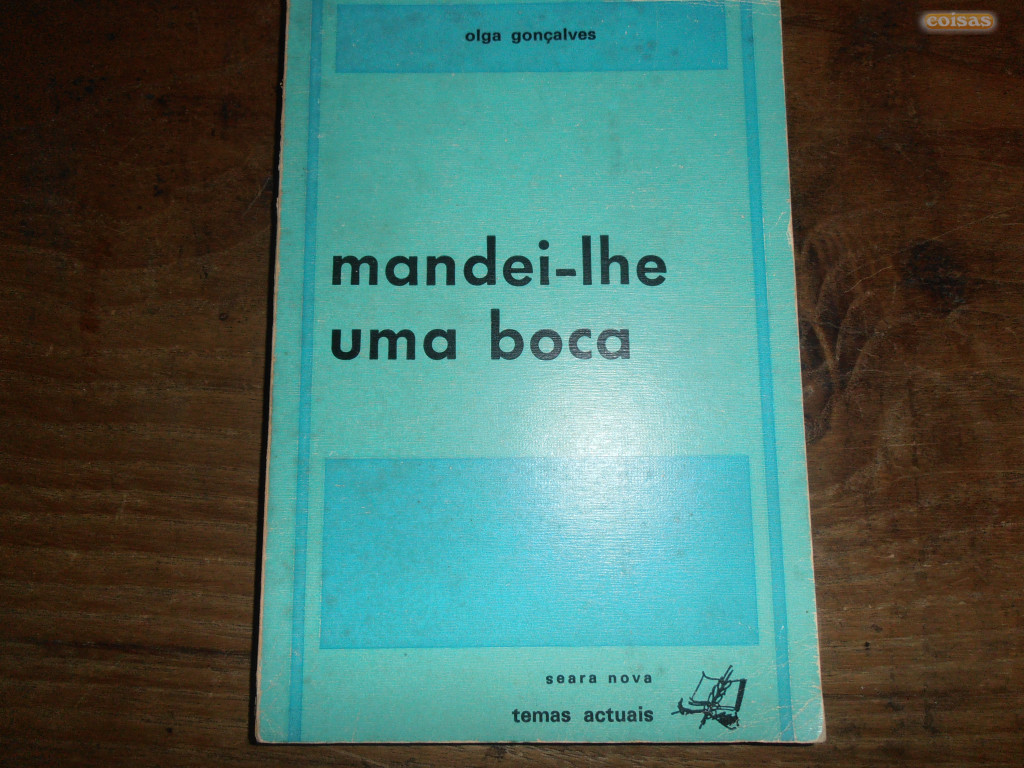 coisas
olga gonçalves
mandei-lhe
uma boca
seara nova
temas actuais